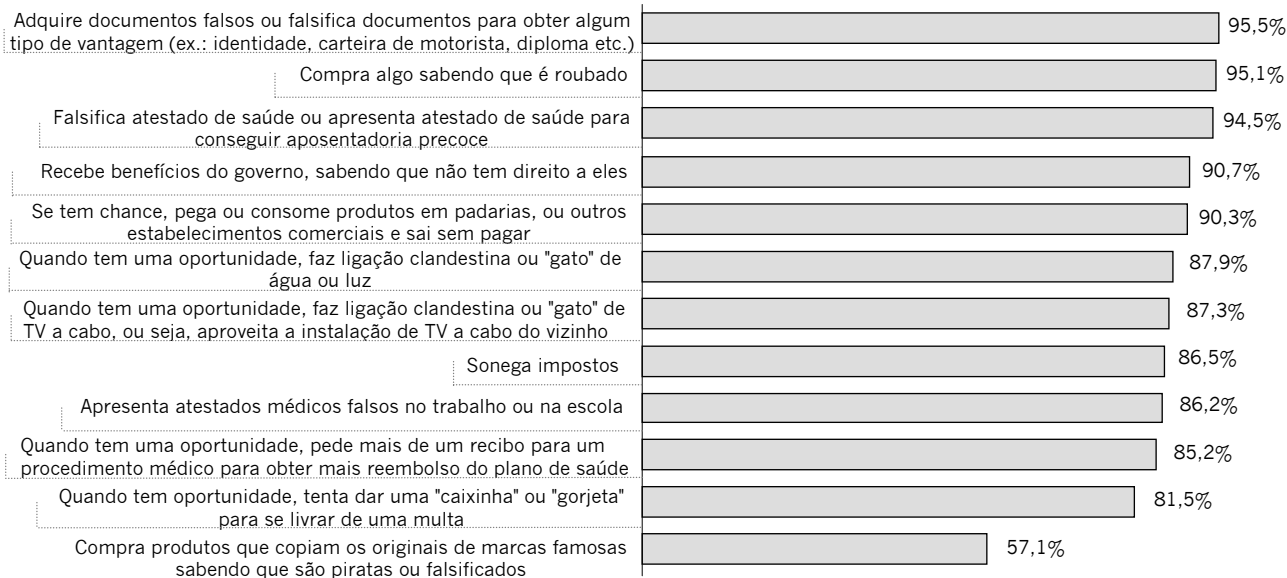 Adquire documentos falsos ou falsifica documentos para obter algum
tipo de vantagem (ex.: identidade, carteira de motorista, diploma etc.)
95,5%
Compra algo sabendo que é roubado
95,1%
Falsifica atestado de saúde ou apresenta atestado de saúde para
conseguir aposentadoria precoce
94,5%
Recebe benefícios do governo, sabendo que não tem direito a eles
90,7%
Se tem chance, pega ou consome produtos em padarias, ou outros
estabelecimentos comerciais e sai sem pagar
90,3%
Quando tem uma oportunidade, faz ligação clandestina ou "gato" de
água ou luz
87,9%
Quando tem uma oportunidade, faz ligação clandestina ou "gato" de
TV a cabo, ou seja, aproveita a instalação de TV a cabo do vizinho
87,3%
Sonega impostos
86,5%
Apresenta atestados médicos falsos no trabalho ou na escola
86,2%
Quando tem uma oportunidade, pede mais de um recibo para um
procedimento médico para obter mais reembolso do plano de saúde
85,2%
Quando tem oportunidade, tenta dar uma "caixinha" ou "gorjeta"
para se livrar de uma multa
81,5%
Compra produtos que copiam os originais de marcas famosas
sabendo que são piratas ou falsificados
57,1%